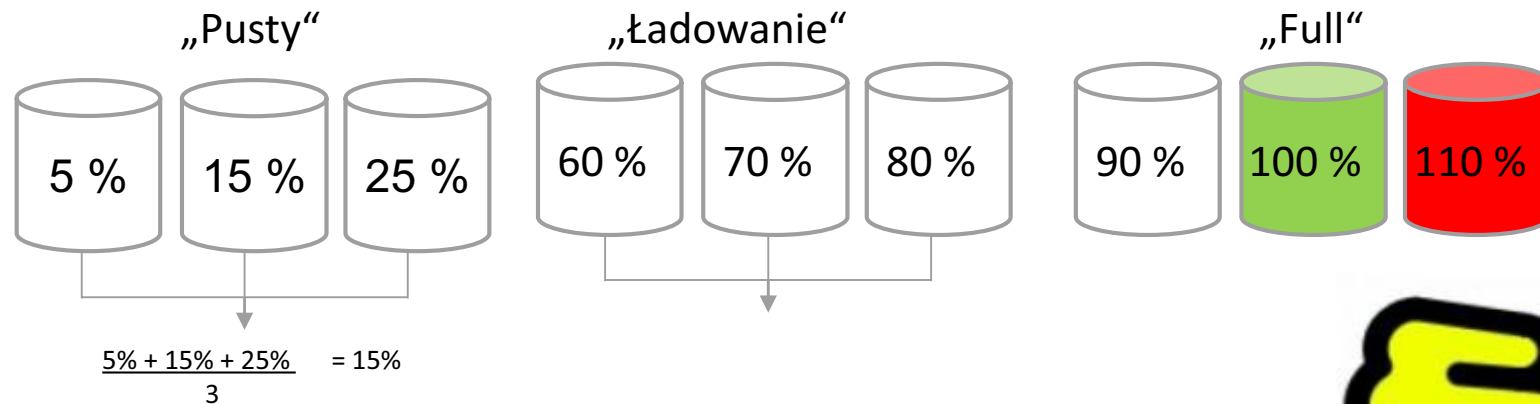 „Pusty“
„Ładowanie“
„Full“
5 %
15 %
25 %
60 %
70 %
80 %
90 %
100 %
110 %
5% + 15% + 25% = 15%
3